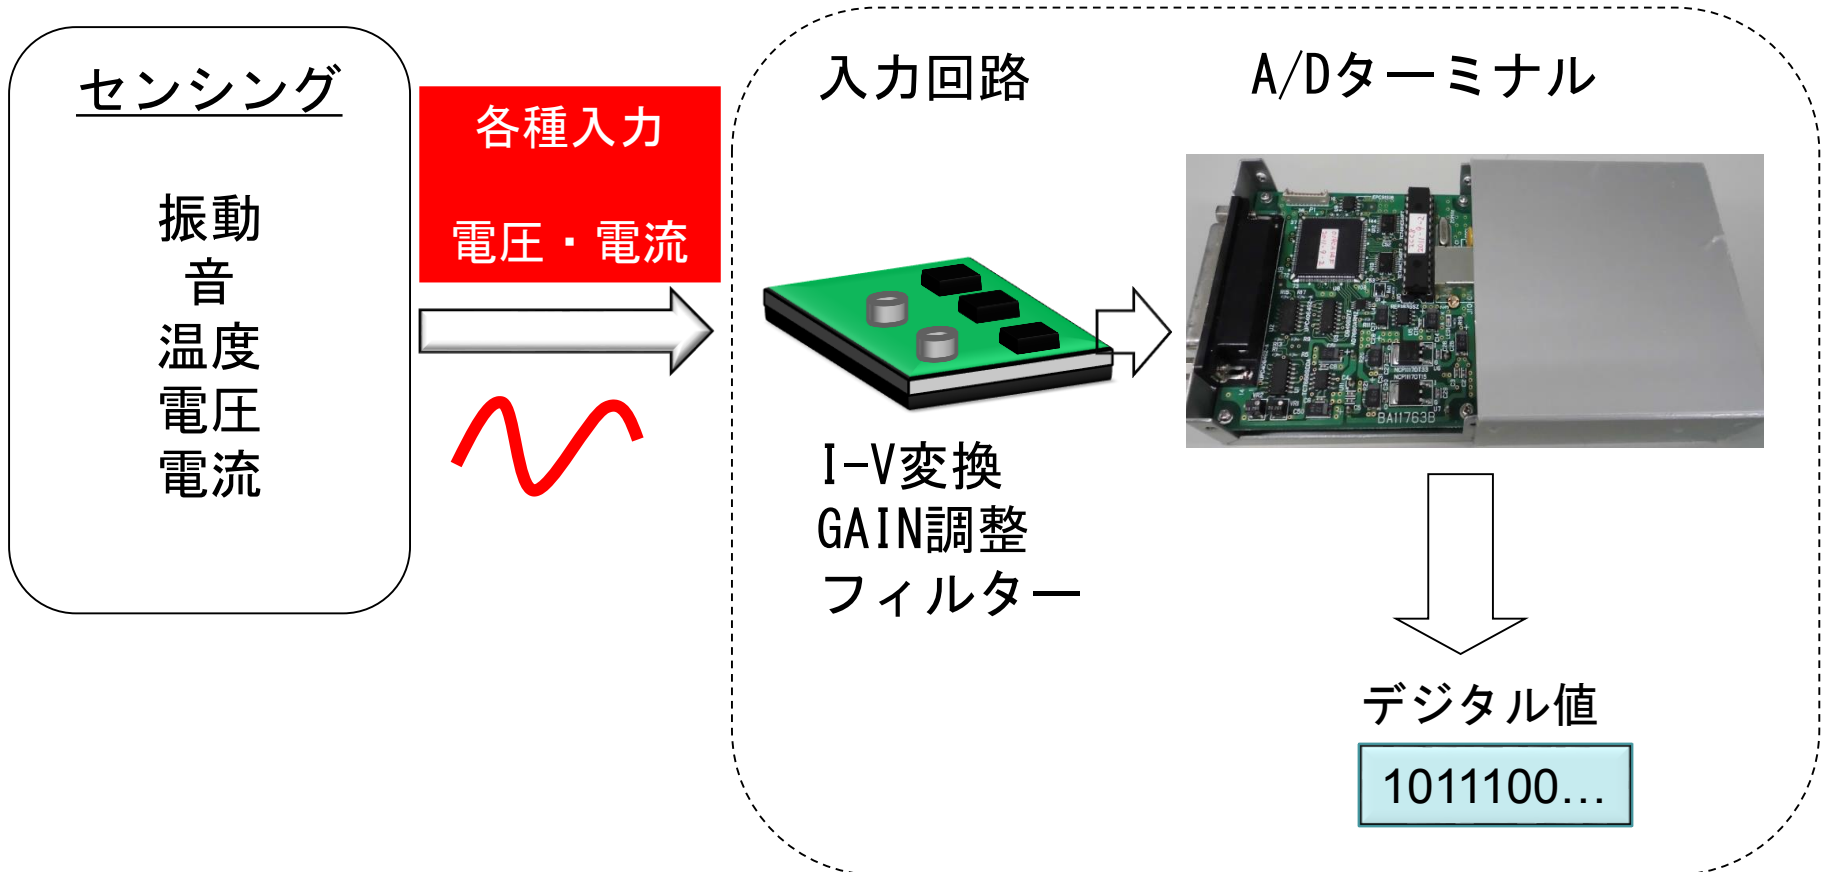 センシング
振動
音
温度
電圧
電流
各種入力
電圧・電流
入力回路
I-V変換
GAIN調整
フィルター
A/Dターミナル
BA11763B
デジタル値
1011100…